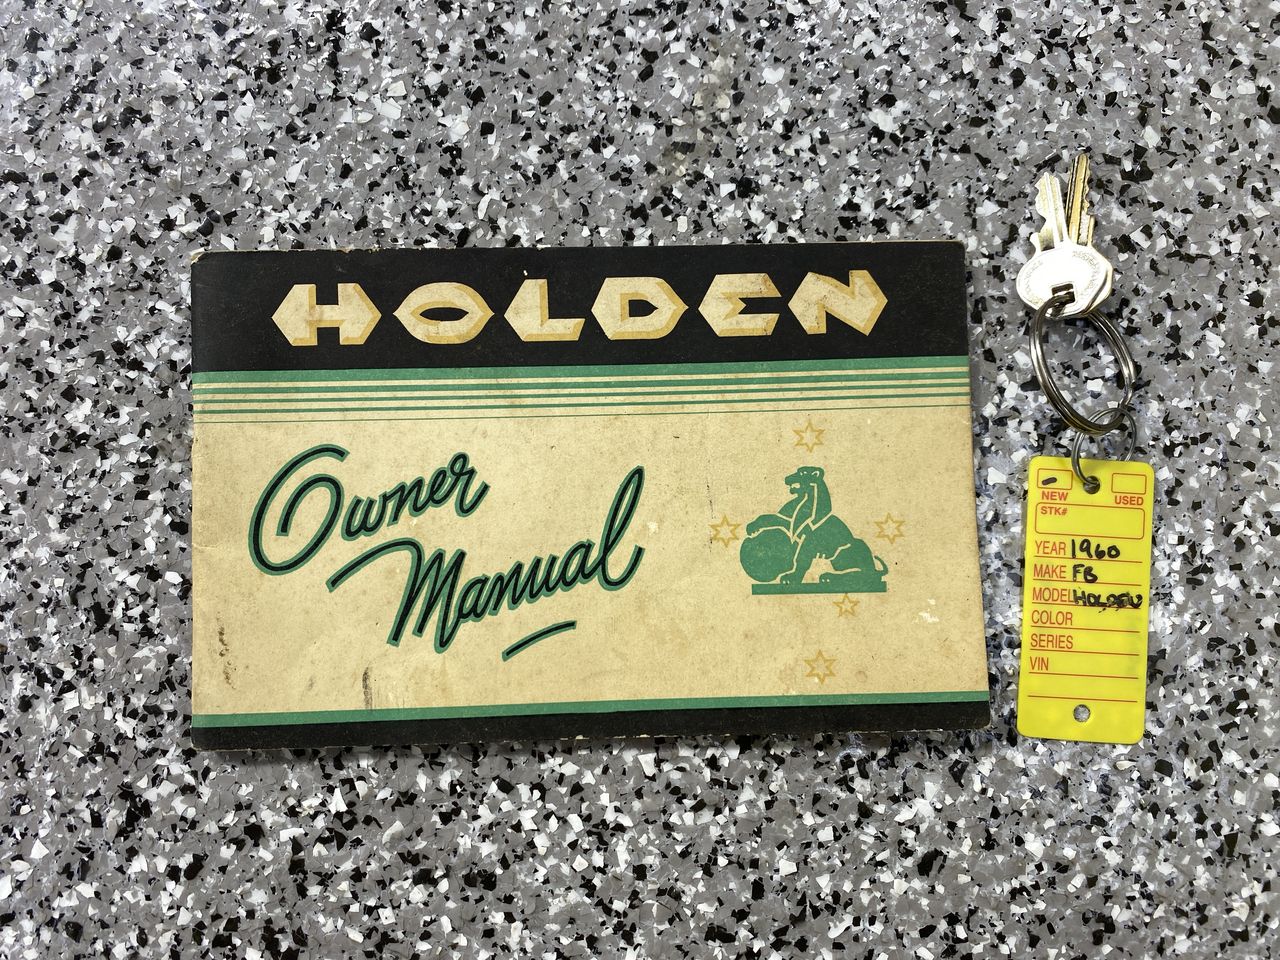 HOLDEN
Owner
Manual
NEW USED
STK#
YEAR 1960
MAKE FB
MODEL HOLDEN
COLOR
SERIES
VIN